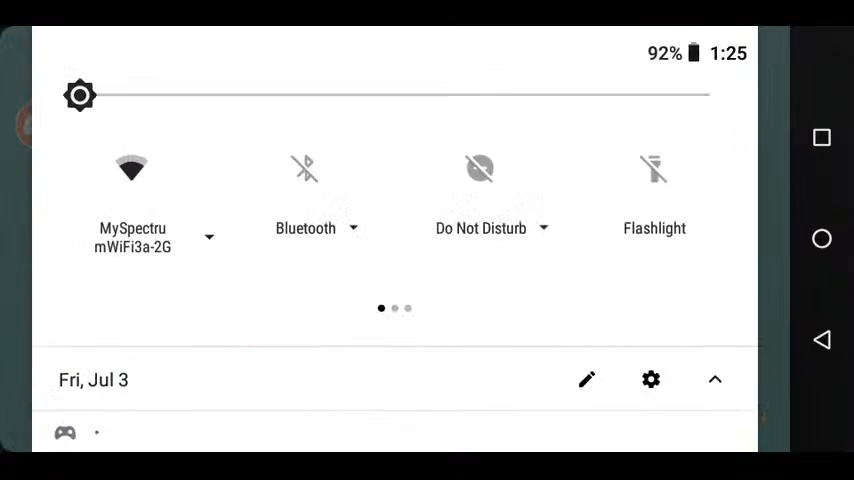 92% 1:25
MySpectru
mWiFi3a-2G
Bluetooth
Do Not Disturb
Flashlight
Fri, Jul 3